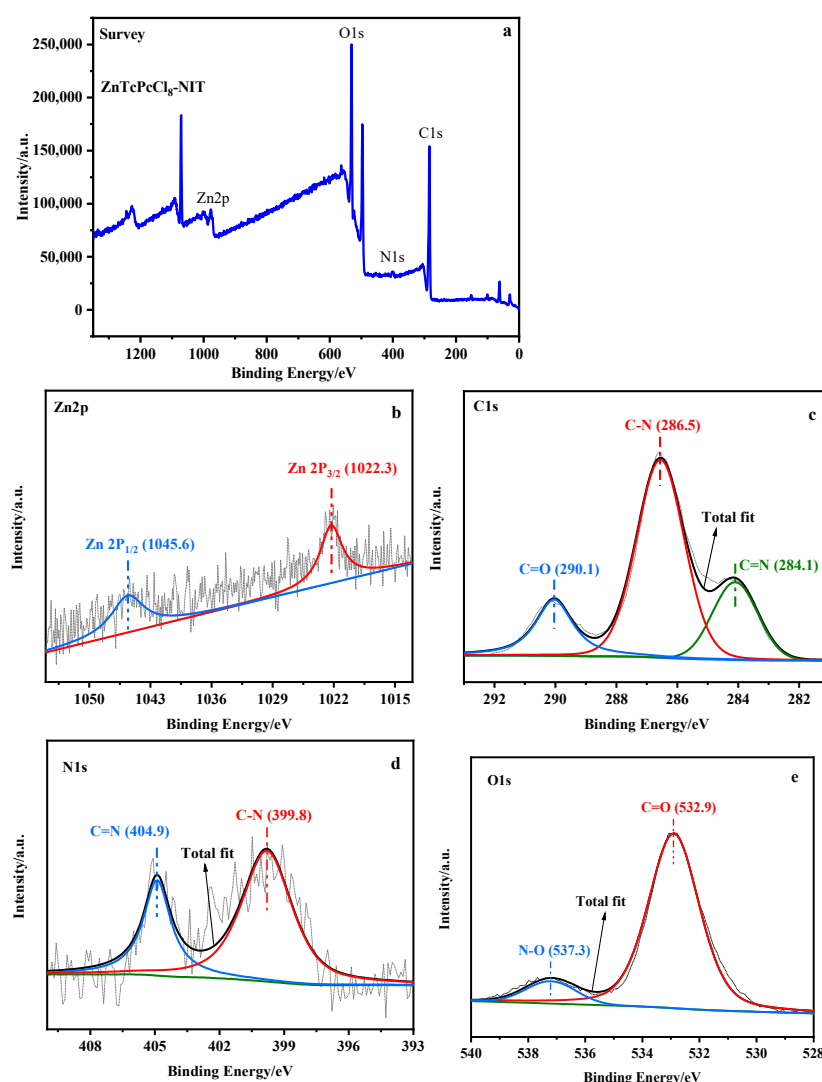 Survey
a
O1s
ZnTcPcCl₈-NIT
C1s
Zn2p
N1s
250,000
200,000
150,000
100,000
50,000
0
Intensity/a.u.
1200 1000 800 600 400 200 0
Binding Energy/eV
Zn2p
b
Zn 2P₃/₂ (1022.3)
Zn 2P₁/₂ (1045.6)
Intensity/a.u.
1050 1043 1036 1029 1022 1015
Binding Energy/eV
C1s
c
C-N (286.5)
Total fit
C=O (290.1)
C=N (284.1)
Intensity/a.u.
292 290 288 286 284 282
Binding Energy/eV
N1s
d
C=N (404.9)
C-N (399.8)
Total fit
Intensity/a.u.
408 405 402 399 396 393
Binding Energy/eV
O1s
e
C=O (532.9)
Total fit
N-O (537.3)
Intensity/a.u.
540 538 536 534 532 530 528
Binding Energy/eV